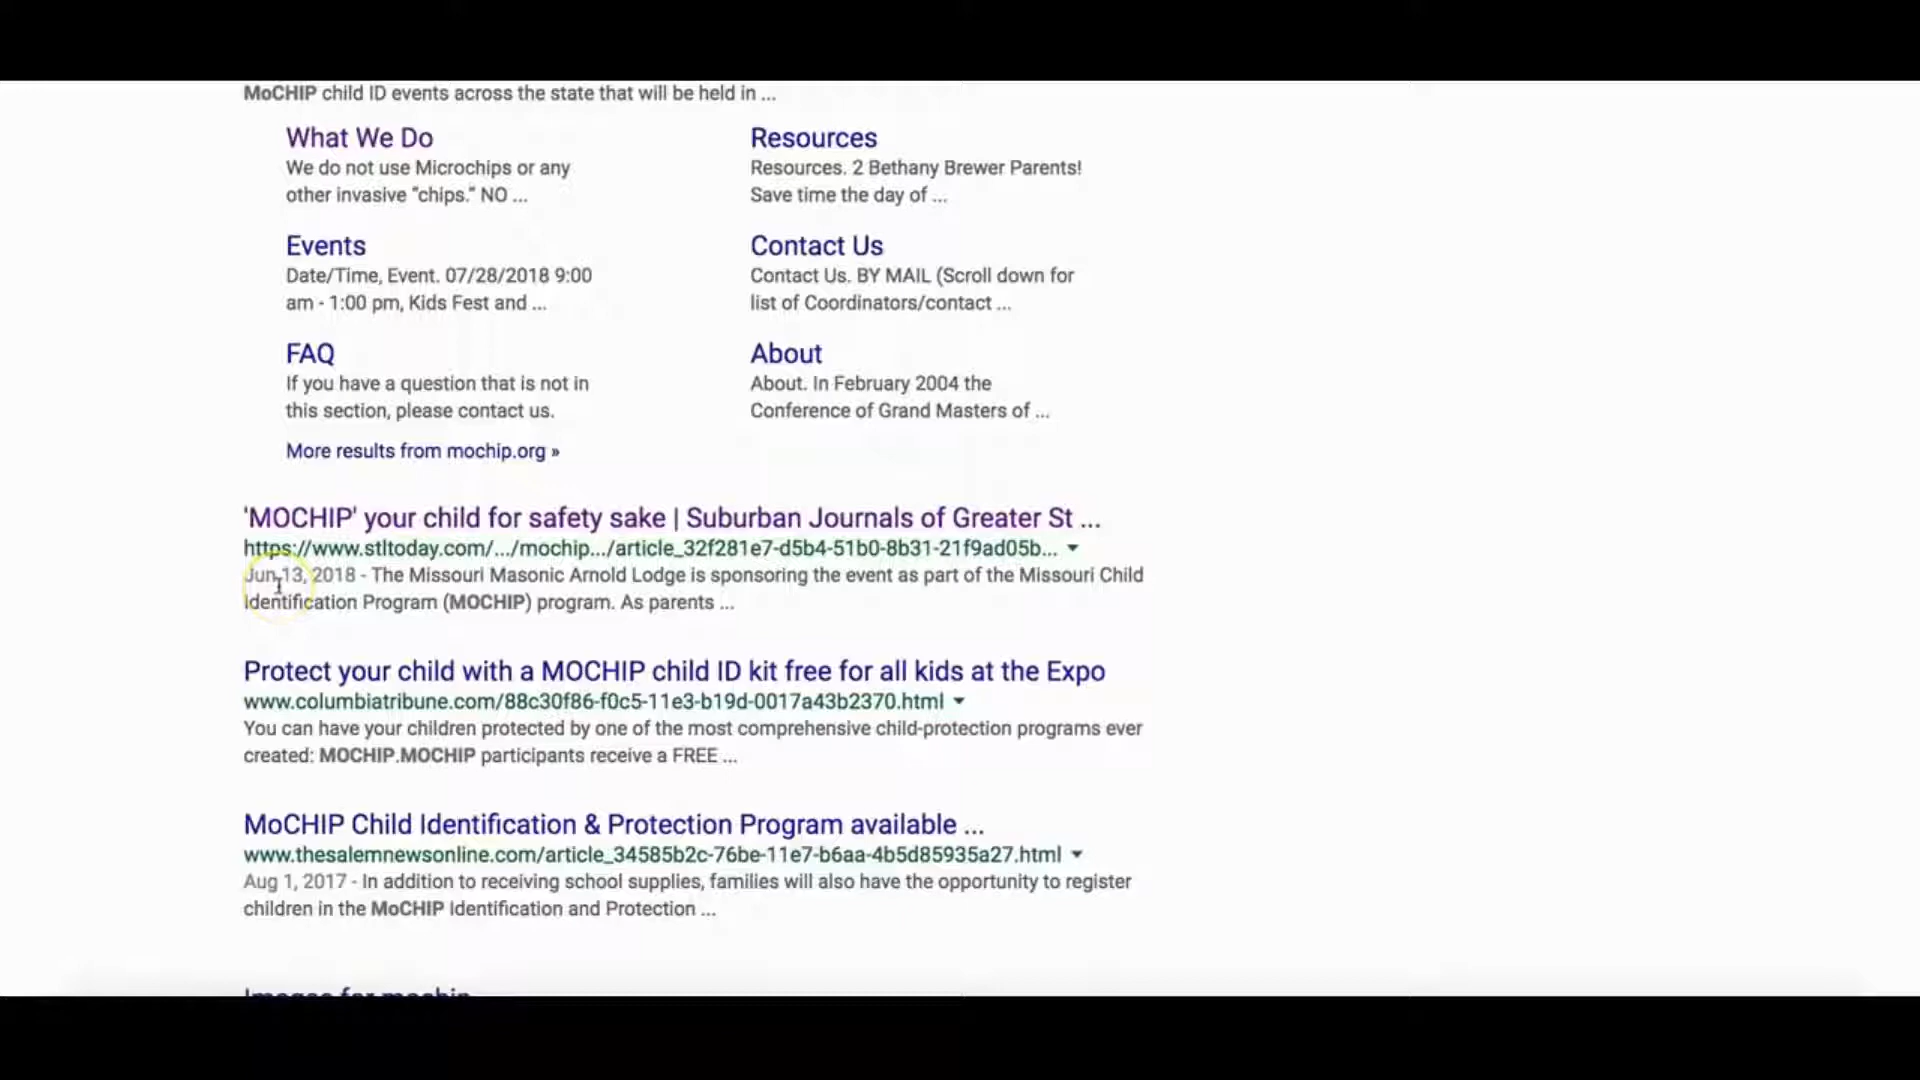 MoCHIP child ID events across the state that will be held in ...
What We Do
We do not use Microchips or any
other invasive “chips.” NO ...
Resources
Resources. 2 Bethany Brewer Parents!
Save time the day of ...
Events
Date/Time, Event. 07/28/2018 9:00
am - 1:00 pm, Kids Fest and ...
Contact Us
Contact Us. BY MAIL (Scroll down for
list of Coordinators/contact ...
FAQ
If you have a question that is not in
this section, please contact us.
About
About. In February 2004 the
Conference of Grand Masters of ...
More results from mochip.org »
'MOCHIP' your child for safety sake | Suburban Journals of Greater St ...
https://www.stltoday.com/.../mochip.../article_32f281e7-d5b4-51b0-8b31-21f9ad05b...
Jun 13, 2018 - The Missouri Masonic Arnold Lodge is sponsoring the event as part of the Missouri Child
Identification Program (MOCHIP) program. As parents ...
Protect your child with a MOCHIP child ID kit free for all kids at the Expo
www.columbiatribune.com/88c30f86-f0c5-11e3-b19d-0017a43b2370.html
You can have your children protected by one of the most comprehensive child-protection programs ever
created: MOCHIP.MOCHIP participants receive a FREE ...
MoCHIP Child Identification & Protection Program available ...
www.thesalemnewsonline.com/article_34585b2c-76be-11e7-b6aa-4b5d85935a27.html
Aug 1, 2017 - In addition to receiving school supplies, families will also have the opportunity to register
children in the MoCHIP Identification and Protection ...
Images for mochip